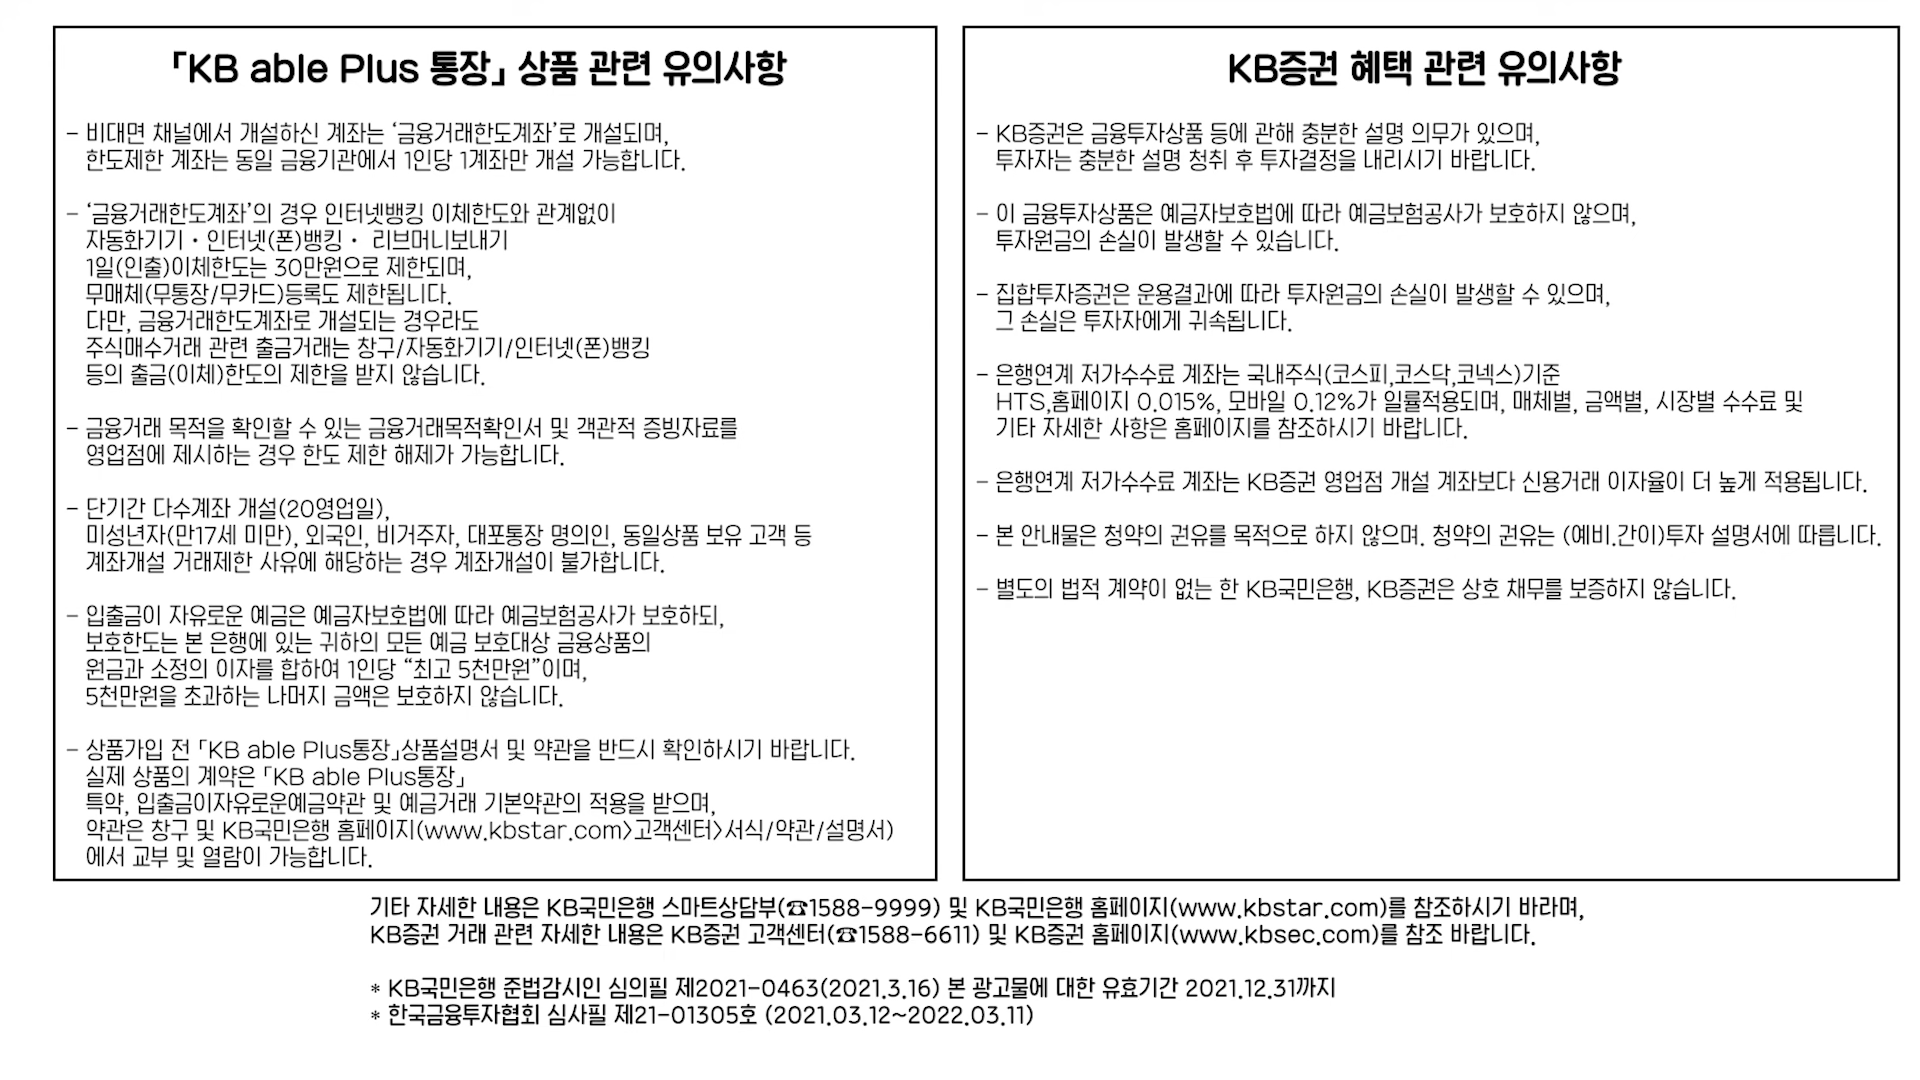 「KB able Plus 통장」 상품 관련 유의사항
- 비대면 채널에서 개설하신 계좌는 ‘금융거래한도계좌’로 개설되며,
한도제한 계좌는 동일 금융기관에서 1인당 1계좌만 개설 가능합니다.
- ‘금융거래한도계좌’의 경우 인터넷뱅킹 이체한도와 관계없이
자동화기기 · 인터넷(폰)뱅킹 · 리브머니보내기
1일(인출)이체한도는 30만원으로 제한되며,
무매체(무통장/무카드)등록도 제한됩니다.
다만, 금융거래한도계좌로 개설되는 경우라도
주식매수거래 관련 출금거래는 창구/자동화기기/인터넷(폰)뱅킹
등의 출금(이체)한도의 제한을 받지 않습니다.
- 금융거래 목적을 확인할 수 있는 금융거래목적확인서 및 객관적 증빙자료를
영업점에 제시하는 경우 한도 제한 해제가 가능합니다.
- 단기간 다수계좌 개설(20영업일),
미성년자(만17세 미만), 외국인, 비거주자, 대포통장 명의인, 동일상품 보유 고객 등
계좌개설 거래제한 사유에 해당하는 경우 계좌개설이 불가합니다.
- 입출금이 자유로운 예금은 예금자보호법에 따라 예금보험공사가 보호하되,
보호한도는 본 은행에 있는 귀하의 모든 예금 보호대상 금융상품의
원금과 소정의 이자를 합하여 1인당 “최고 5천만원”이며,
5천만원을 초과하는 나머지 금액은 보호하지 않습니다.
- 상품가입 전 「KB able Plus통장」상품설명서 및 약관을 반드시 확인하시기 바랍니다.
실제 상품의 계약은 「KB able Plus통장」
특약, 입출금이자유로운예금약관 및 예금거래 기본약관의 적용을 받으며,
약관은 창구 및 KB국민은행 홈페이지(www.kbstar.com>고객센터>서식/약관/설명서)
에서 교부 및 열람이 가능합니다.
KB증권 혜택 관련 유의사항
- KB증권은 금융투자상품 등에 관해 충분한 설명 의무가 있으며,
투자자는 충분한 설명 청취 후 투자결정을 내리시기 바랍니다.
- 이 금융투자상품은 예금자보호법에 따라 예금보험공사가 보호하지 않으며,
투자원금의 손실이 발생할 수 있습니다.
- 집합투자증권은 운용결과에 따라 투자원금의 손실이 발생할 수 있으며,
그 손실은 투자자에게 귀속됩니다.
- 은행연계 저가수수료 계좌는 국내주식(코스피,코스닥,코넥스)기준
HTS,홈페이지 0.015%, 모바일 0.12%가 일률적용되며, 매체별, 금액별, 시장별 수수료 및
기타 자세한 사항은 홈페이지를 참조하시기 바랍니다.
- 은행연계 저가수수료 계좌는 KB증권 영업점 개설 계좌보다 신용거래 이자율이 더 높게 적용됩니다.
- 본 안내물은 청약의 권유를 목적으로 하지 않으며. 청약의 권유는 (예비.간이)투자 설명서에 따릅니다.
- 별도의 법적 계약이 없는 한 KB국민은행, KB증권은 상호 채무를 보증하지 않습니다.
기타 자세한 내용은 KB국민은행 스마트상담부(☎1588-9999) 및 KB국민은행 홈페이지(www.kbstar.com)를 참조하시기 바라며,
KB증권 거래 관련 자세한 내용은 KB증권 고객센터(☎1588-6611) 및 KB증권 홈페이지(www.kbsec.com)를 참조 바랍니다.
* KB국민은행 준법감시인 심의필 제2021-0463(2021.3.16) 본 광고물에 대한 유효기간 2021.12.31까지
* 한국금융투자협회 심사필 제21-01305호 (2021.03.12~2022.03.11)